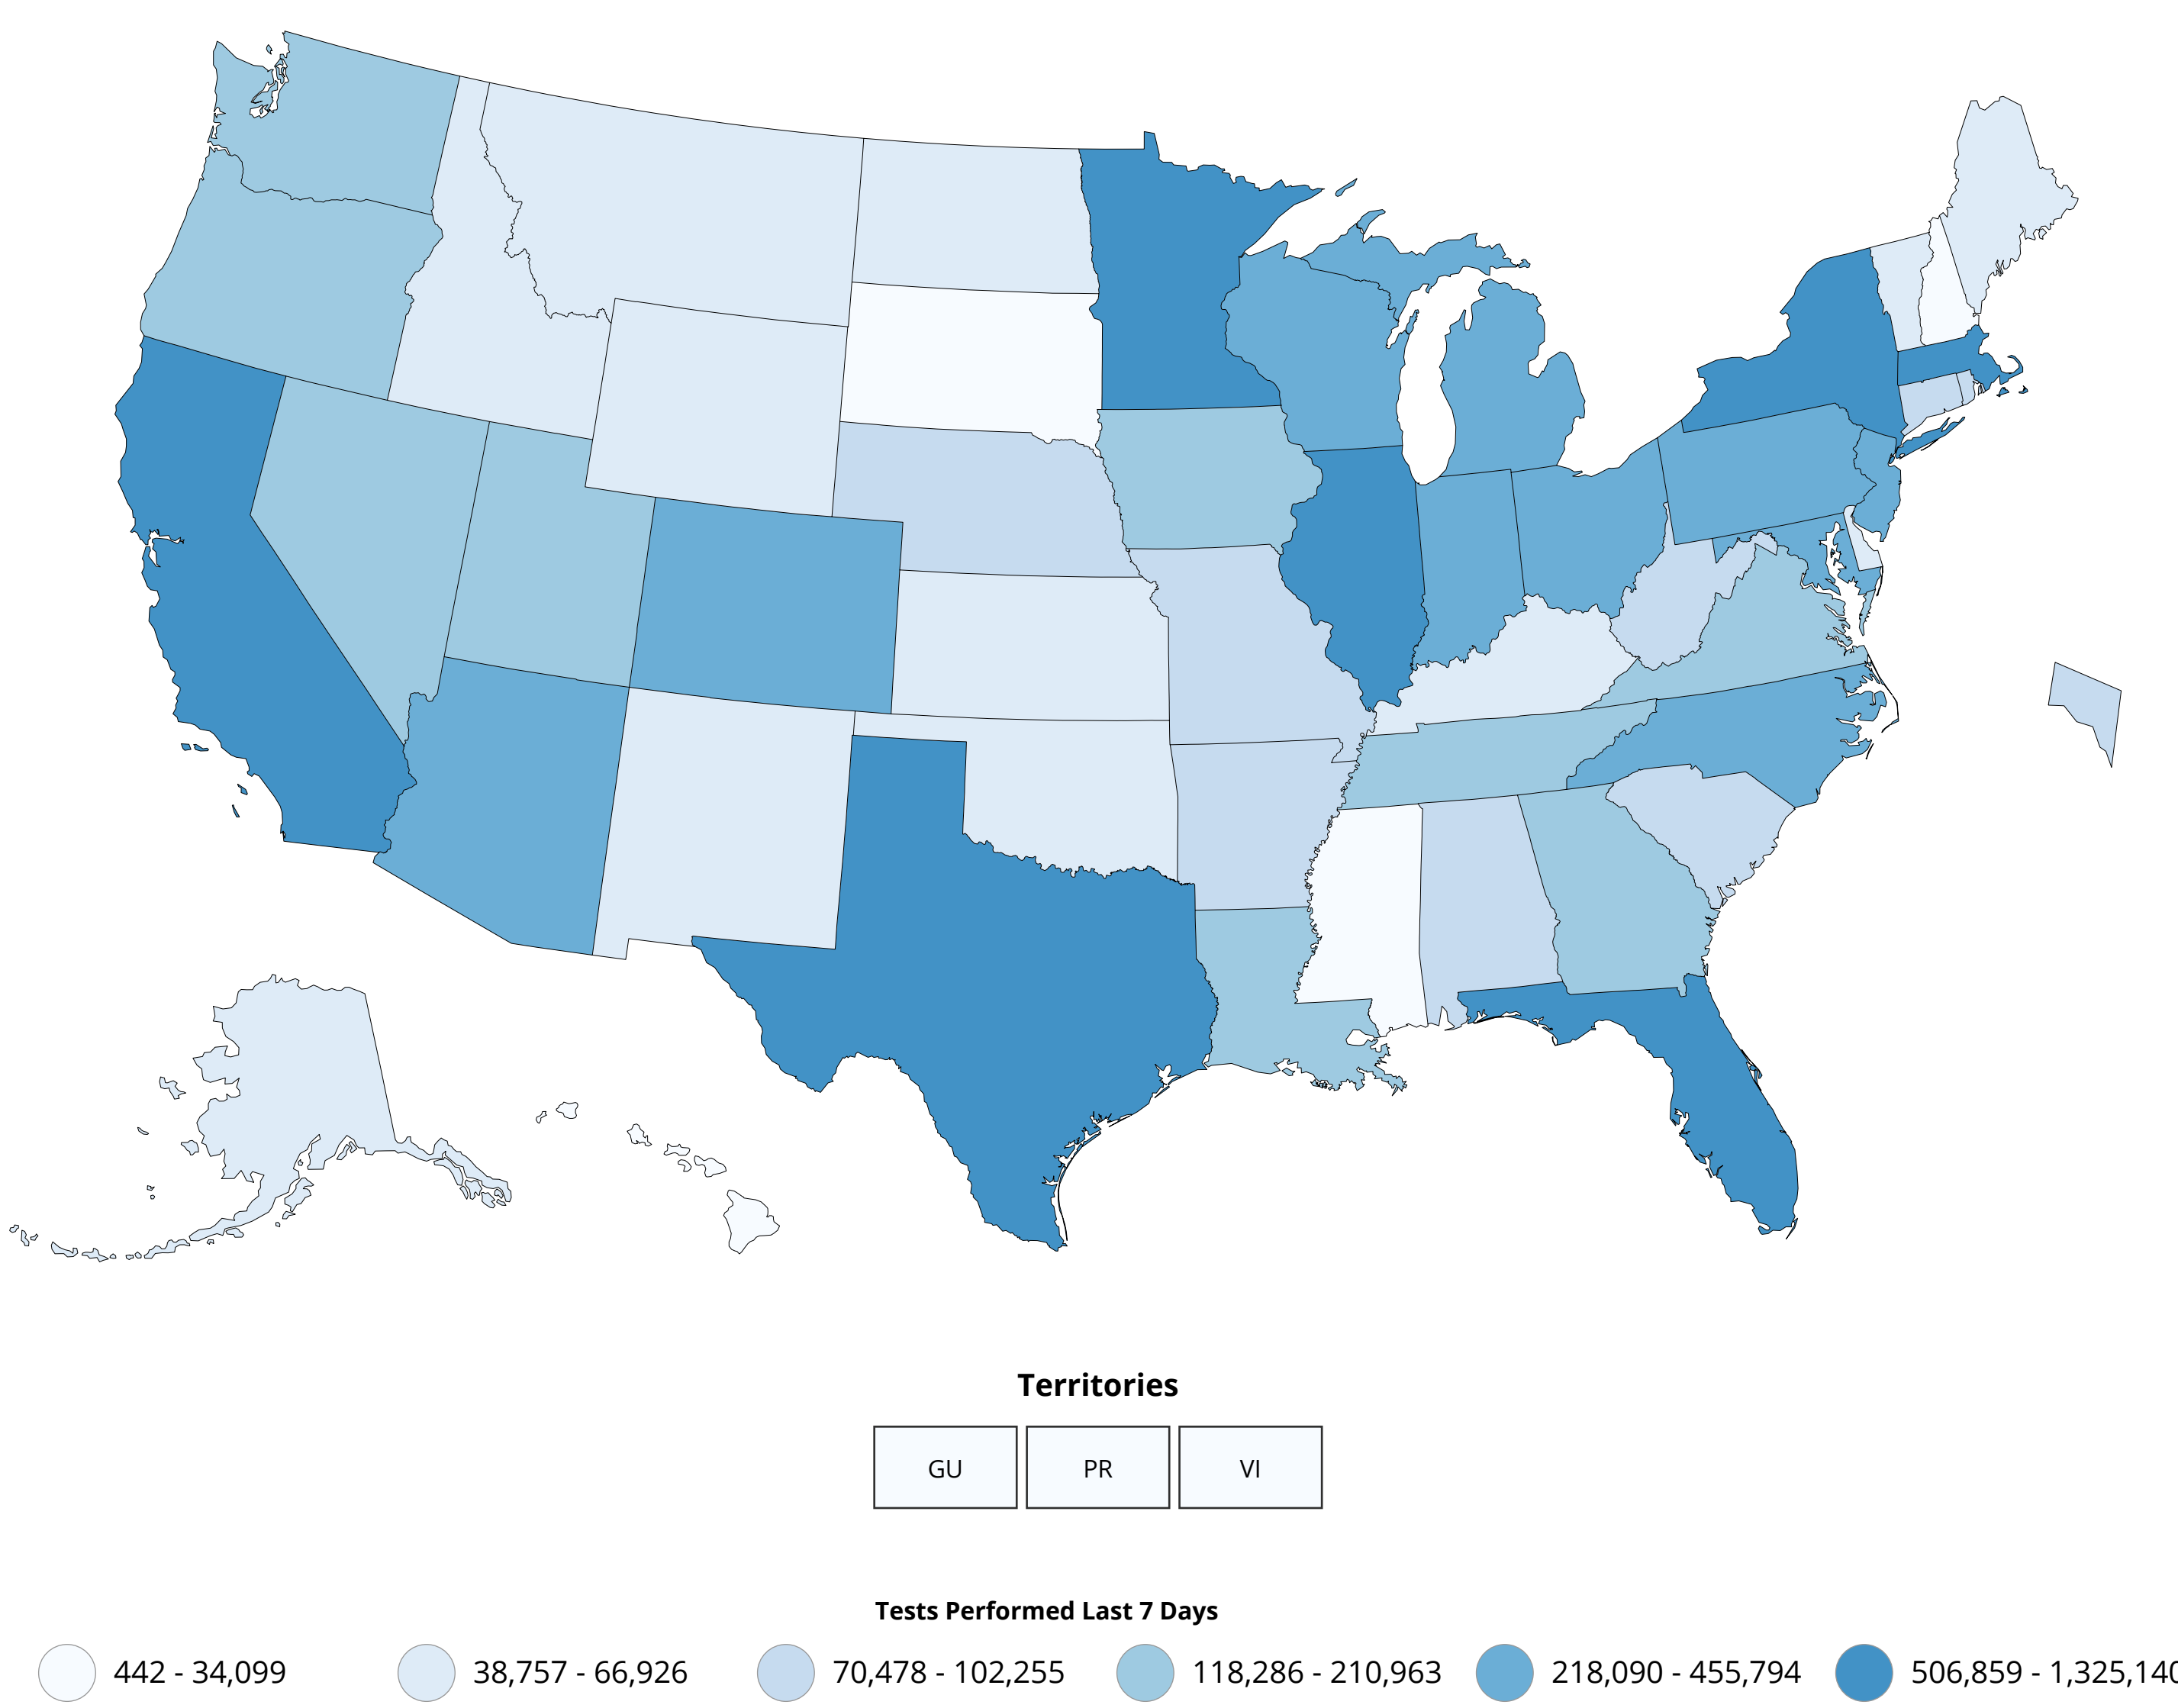 Territories
GU PR VI
Tests Performed Last 7 Days
442 - 34,099 38,757 - 66,926 70,478 - 102,255 118,286 - 210,963 218,090 - 455,794 506,859 - 1,325,140